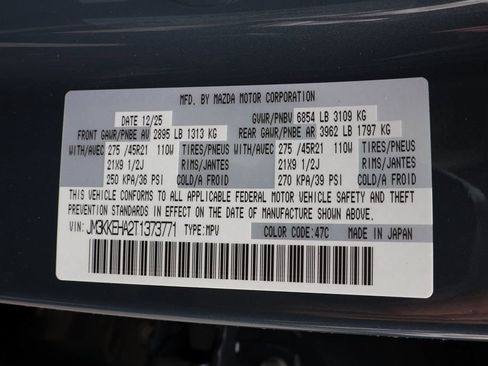 MFD. BY MAZDA MOTOR CORPORATION
DATE 12/25 GVWR/PNBV 6854 LB 3109 KG
FRONT GAWR/PNBE AV 2895 LB 1313 KG REAR GAWR/PNBE AR 3962 LB 1797 KG
WITH/AVEC 275 /45R21 110W TIRES/PNEUS WITH/AVEC 275 /45R21 110W TIRES/PNEUS
21X9 1/2J RIMS/JANTES 21X9 1/2J RIMS/JANTES
250 KPA/36 PSI COLD/A FROID 270 KPA/39 PSI COLD/A FROID
THIS VEHICLE CONFORMS TO ALL APPLICABLE FEDERAL MOTOR VEHICLE SAFETY AND THEFT
PREVENTION STANDARDS IN EFFECT ON THE DATE OF MANUFACTURE SHOWN ABOVE.
VIN: JM3KKEHA2T1373771 TYPE:MPV COLOR CODE:47C MADE IN JAPAN